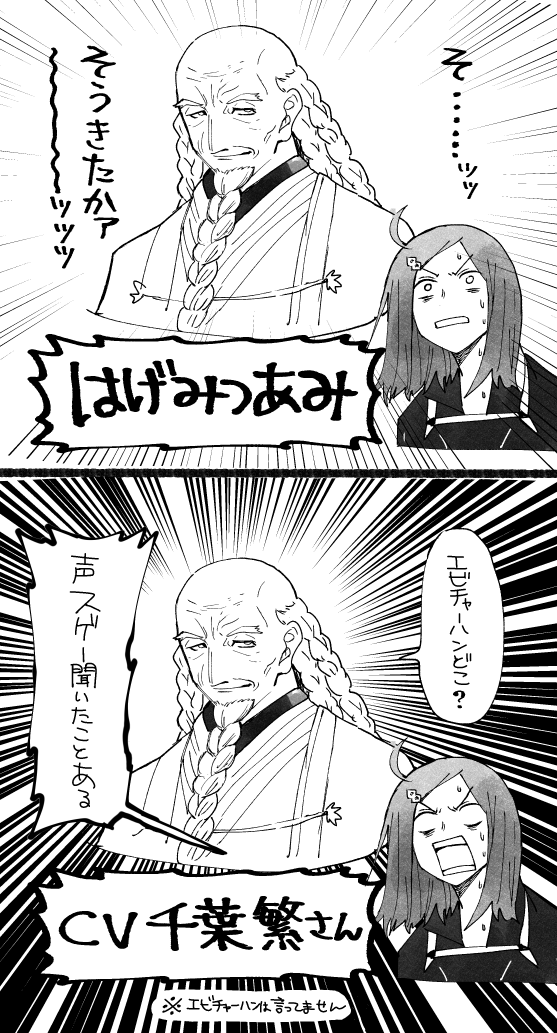 そ……ッ
そうきたかァ
〜〜〜ッッッ
はげみつあみ
エビチャーハンどこ？
声スゲー聞いたことある
CV千葉繁さん
※エビチャーハンは言ってません